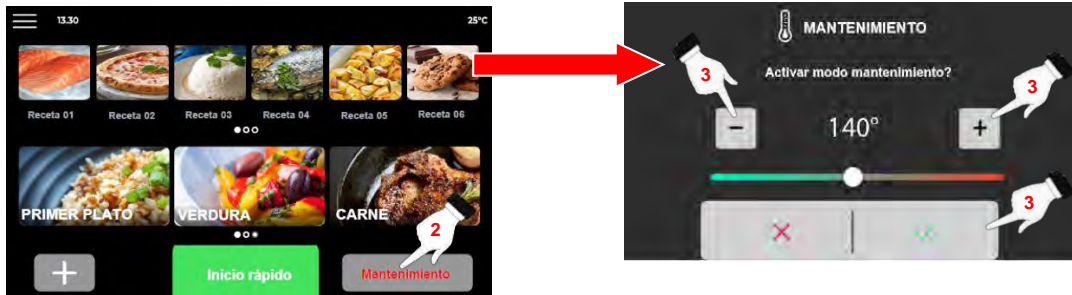 13.30
25°C
Receta 01
Receta 02
Receta 03
Receta 04
Receta 05
Receta 06
PRIMER PLATO
VERDURA
CARNE
2
Inicio rápido
Mantenimiento
MANTENIMIENTO
Activar modo mantenimiento?
3
3
140°
3